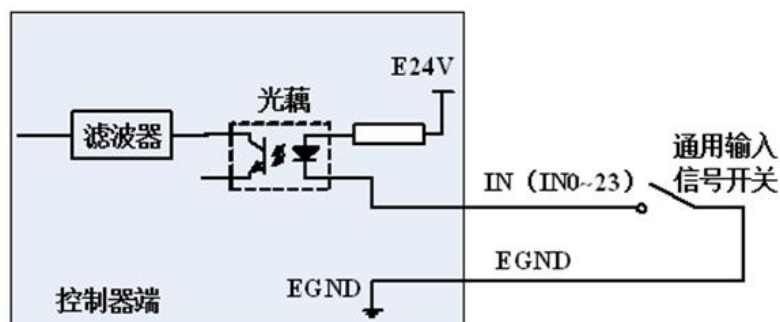 E24V
光藕
滤波器
通用输入
信号开关
IN（IN0~23）
EGND
EGND
控制器端